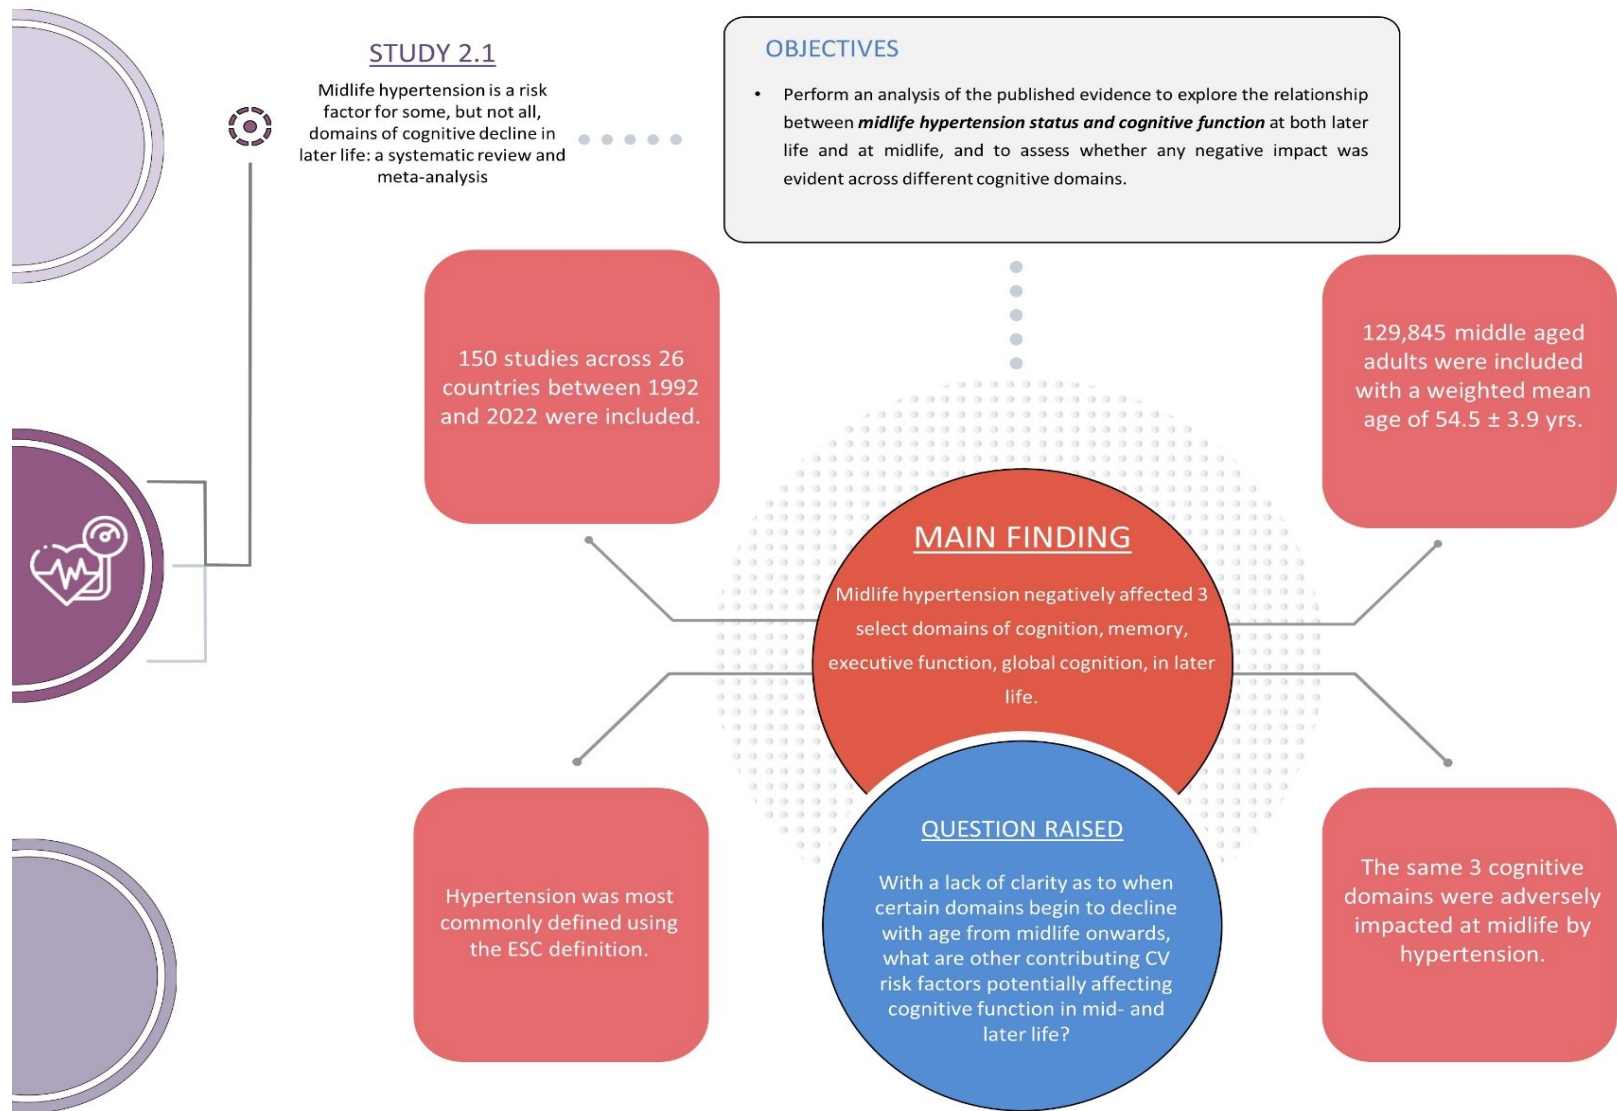 STUDY 2.1
Midlife hypertension is a risk
factor for some, but not all,
domains of cognitive decline in
later life: a systematic review and
meta-analysis
OBJECTIVES
• Perform an analysis of the published evidence to explore the relationship
between midlife hypertension status and cognitive function at both later
life and at midlife, and to assess whether any negative impact was
evident across different cognitive domains.
150 studies across 26
countries between 1992
and 2022 were included.
129,845 middle aged
adults were included
with a weighted mean
age of 54.5 ± 3.9 yrs.
MAIN FINDING
Midlife hypertension negatively affected 3
select domains of cognition, memory,
executive function, global cognition, in later
life.
Hypertension was most
commonly defined using
the ESC definition.
QUESTION RAISED
With a lack of clarity as to when
certain domains begin to decline
with age from midlife onwards,
what are other contributing CV
risk factors potentially affecting
cognitive function in mid- and
later life?
The same 3 cognitive
domains were adversely
impacted at midlife by
hypertension.